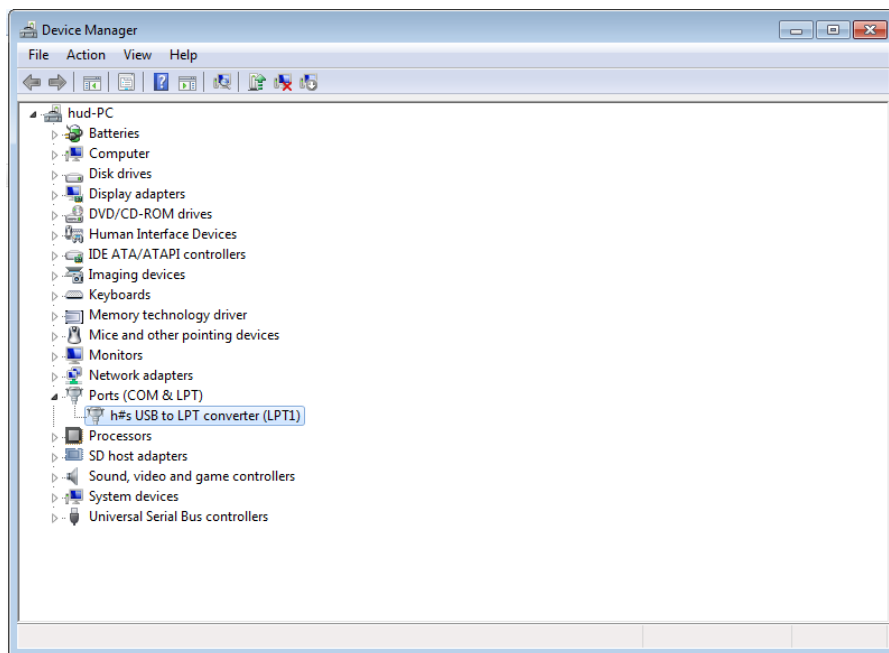 Device Manager
File Action View Help
hud-PC
Batteries
Computer
Disk drives
Display adapters
DVD/CD-ROM drives
Human Interface Devices
IDE ATA/ATAPI controllers
Imaging devices
Keyboards
Memory technology driver
Mice and other pointing devices
Monitors
Network adapters
Ports (COM & LPT)
h#s USB to LPT converter (LPT1)
Processors
SD host adapters
Sound, video and game controllers
System devices
Universal Serial Bus controllers